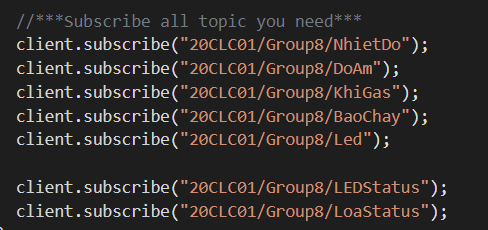 //***Subscribe all topic you need***
client.subscribe("20CLC01/Group8/NhietDo");
client.subscribe("20CLC01/Group8/DoAm");
client.subscribe("20CLC01/Group8/KhiGas");
client.subscribe("20CLC01/Group8/BaoChay");
client.subscribe("20CLC01/Group8/Led");
client.subscribe("20CLC01/Group8/LEDStatus");
client.subscribe("20CLC01/Group8/LoaStatus");